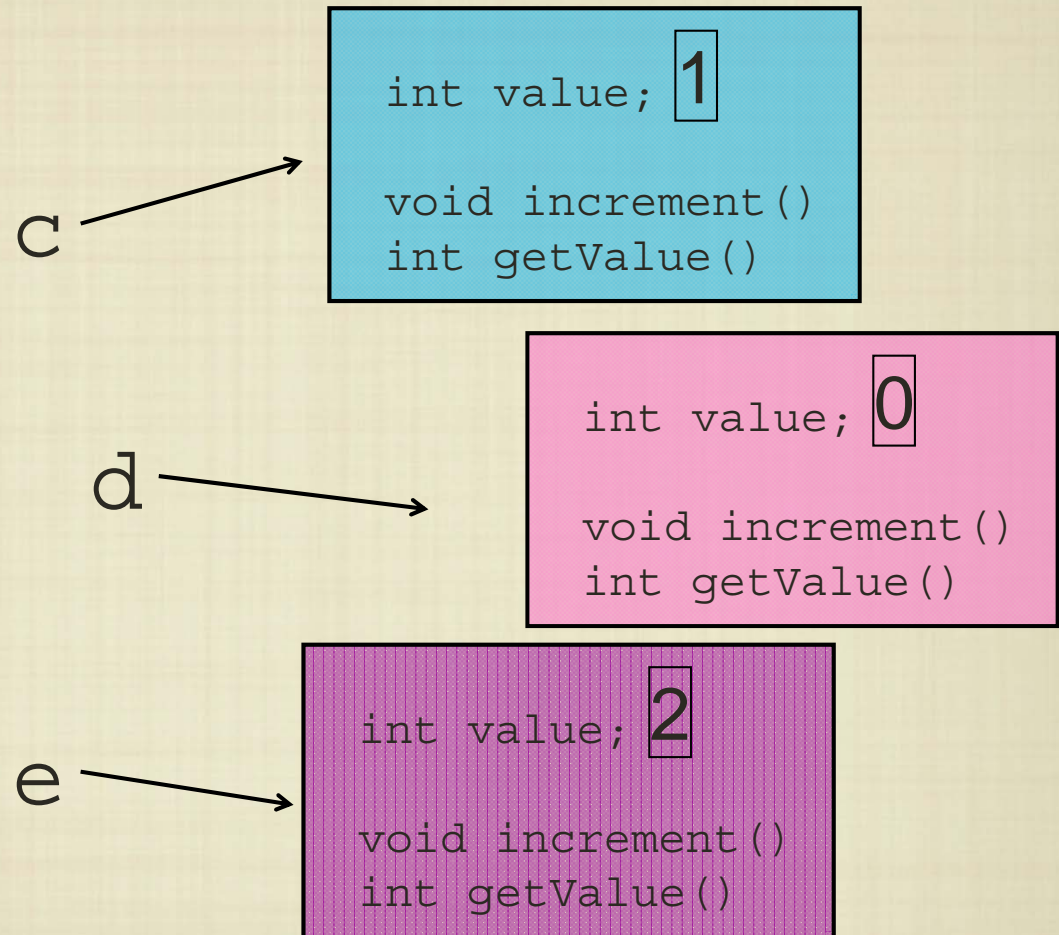 int value; 1
void increment()
int getValue()
c
int value; 0
void increment()
int getValue()
d
int value; 2
void increment()
int getValue()
e